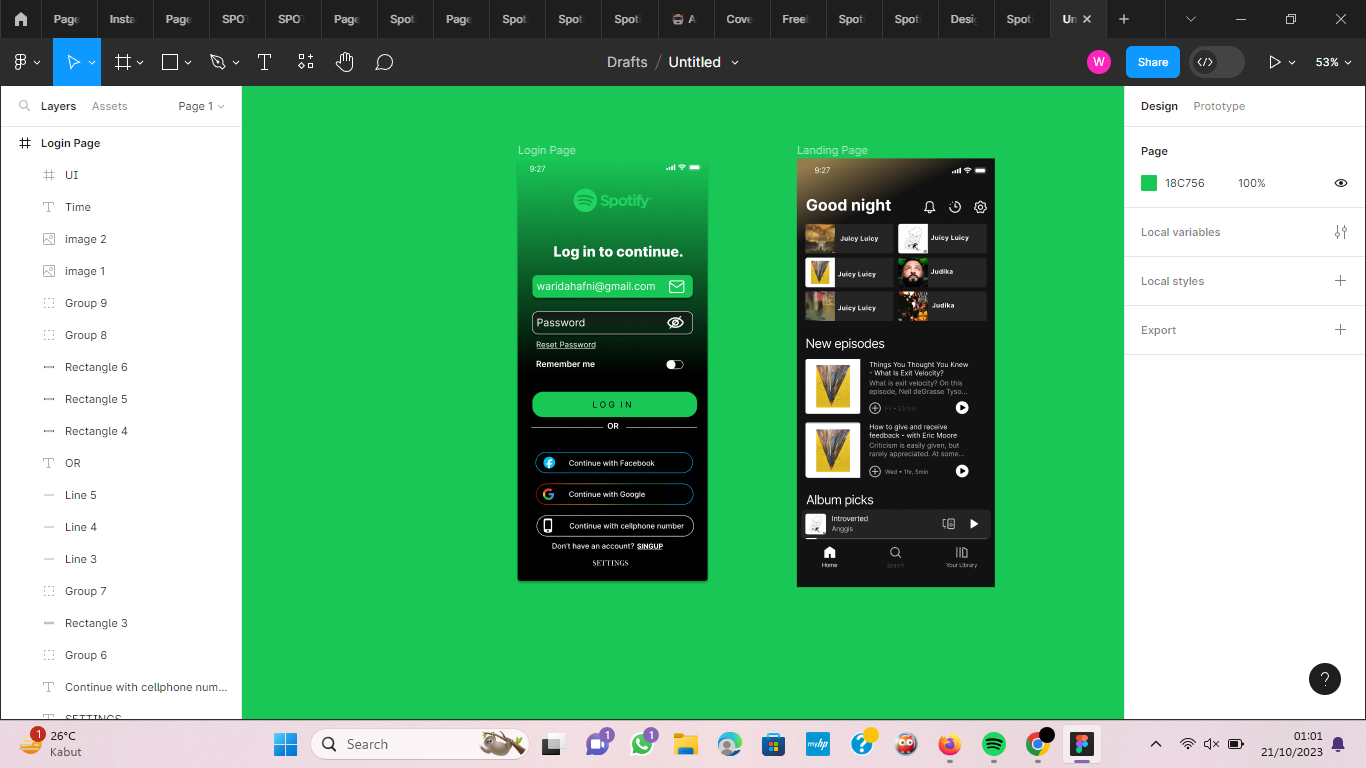 Page
Insta
Page
SPO
SPO
Page
Spot
Page
Spot
Spot
Spoti
A
Cove
Freel
Spoti
Spoti
Desi
Spoti
Un
Drafts / Untitled
W
Share
53%
Layers
Assets
Page 1
Login Page
UI
Time
image 2
image 1
Group 9
Group 8
Rectangle 6
Rectangle 5
Rectangle 4
OR
Line 5
Line 4
Line 3
Group 7
Rectangle 3
Group 6
Continue with cellphone num...
SETTINGS
Login Page
9:27
Spotify
Log in to continue.
waridahafni@gmail.com
Password
Reset Password
Remember me
LOG IN
OR
Continue with Facebook
Continue with Google
Continue with cellphone number
Don't have an account? SINGUP
SETTINGS
Landing Page
9:27
Good night
Juicy Luicy
Juicy Luicy
Juicy Luicy
Judika
Juicy Luicy
Judika
New episodes
Things You Thought You Knew
- What Is Exit Velocity?
What is exit velocity? On this
episode, Neil deGrasse Tyso...
Fri • 53 min
How to give and receive
feedback - with Eric Moore
Criticism is easily given, but
rarely appreciated. At some...
Wed • 1hr, 5min
Album picks
Introverted
Anggis
Home
Search
Your Library
Design
Prototype
Page
18C756
100%
Local variables
Local styles
Export
?
1
26°C
Kabut
Search
1
1
myhp
?
01:01
21/10/2023